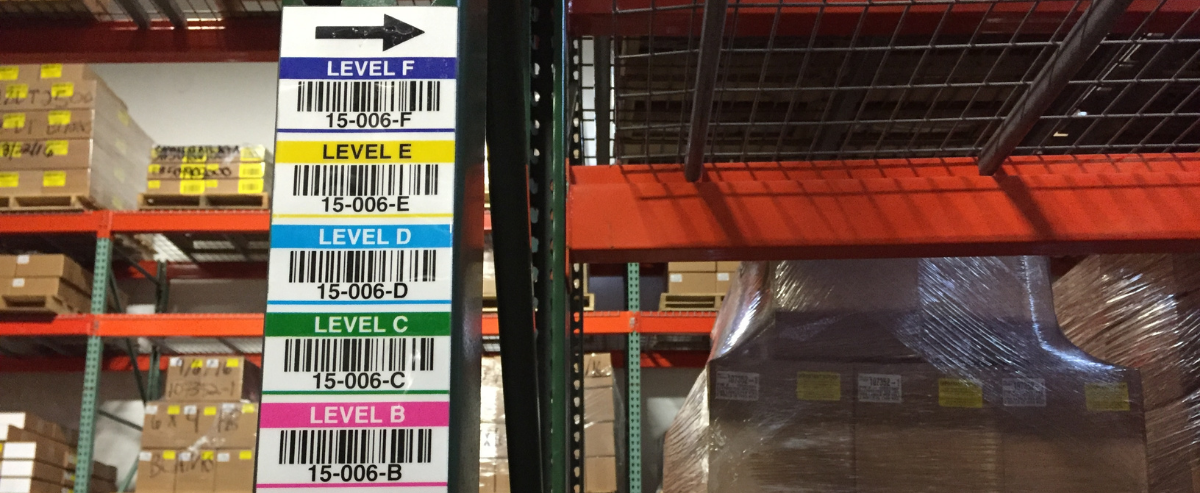 LEVEL F
15-006-F
LEVEL E
15-006-E
LEVEL D
15-006-D
LEVEL C
15-006-C
LEVEL B
15-006-B